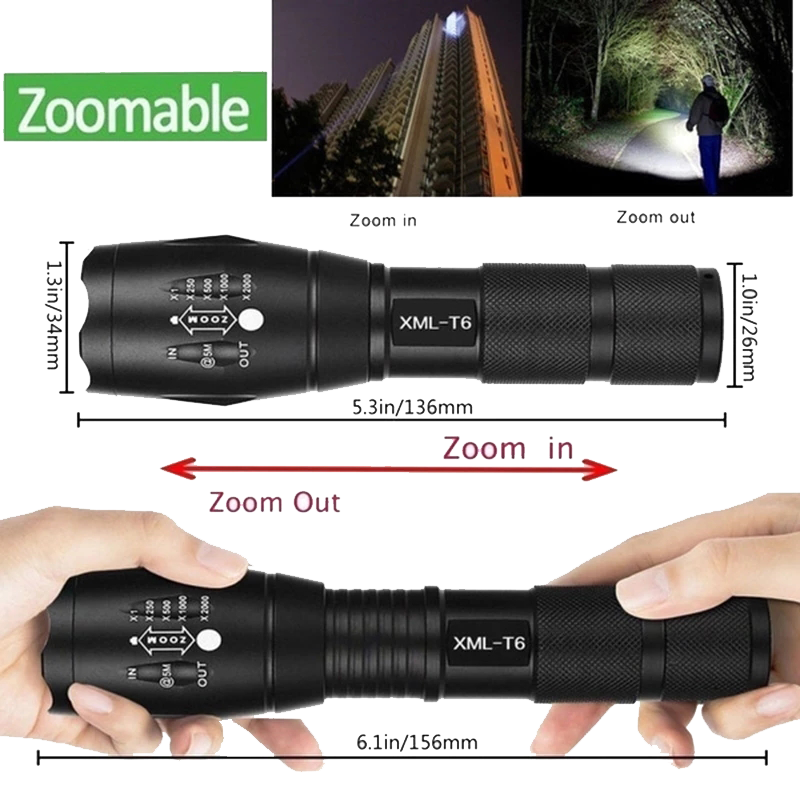 Zoomable
Zoom in
Zoom out
1.3in/34mm
X1
X250
X500
X1000
X2000
ZOOM
IN
@5M
OUT
XML-T6
1.0in/26mm
5.3in/136mm
Zoom in
Zoom Out
X1
X250
X500
X1000
X2000
ZOOM
IN
@5M
OUT
XML-T6
6.1in/156mm